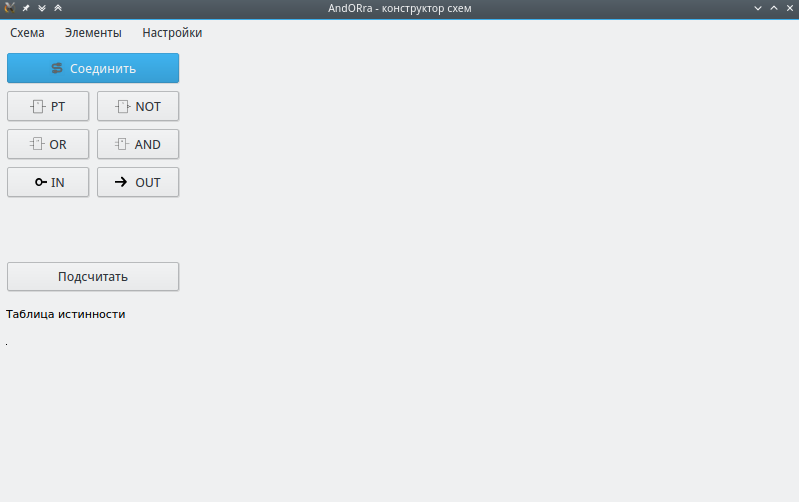 AndORra - конструктор схем
Схема Элементы Настройки
Соединить
PT NOT
OR AND
IN OUT
Подсчитать
Таблица истинности
.